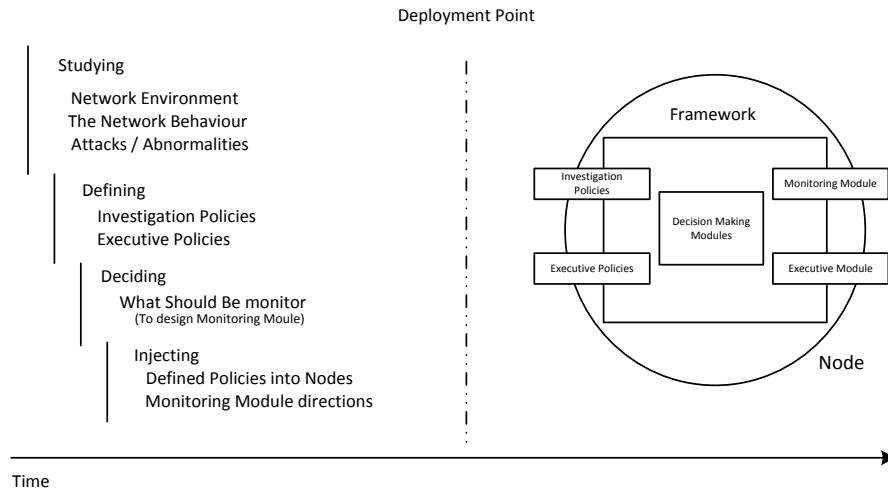 Deployment Point
Studying
Network Environment
The Network Behaviour
Attacks / Abnormalities
Defining
Investigation Policies
Executive Policies
Deciding
What Should Be monitor
(To design Monitoring Moule)
Injecting
Defined Policies into Nodes
Monitoring Module directions
Framework
Investigation
Policies
Monitoring Module
Decision Making
Modules
Executive Policies
Executive Module
Node
Time